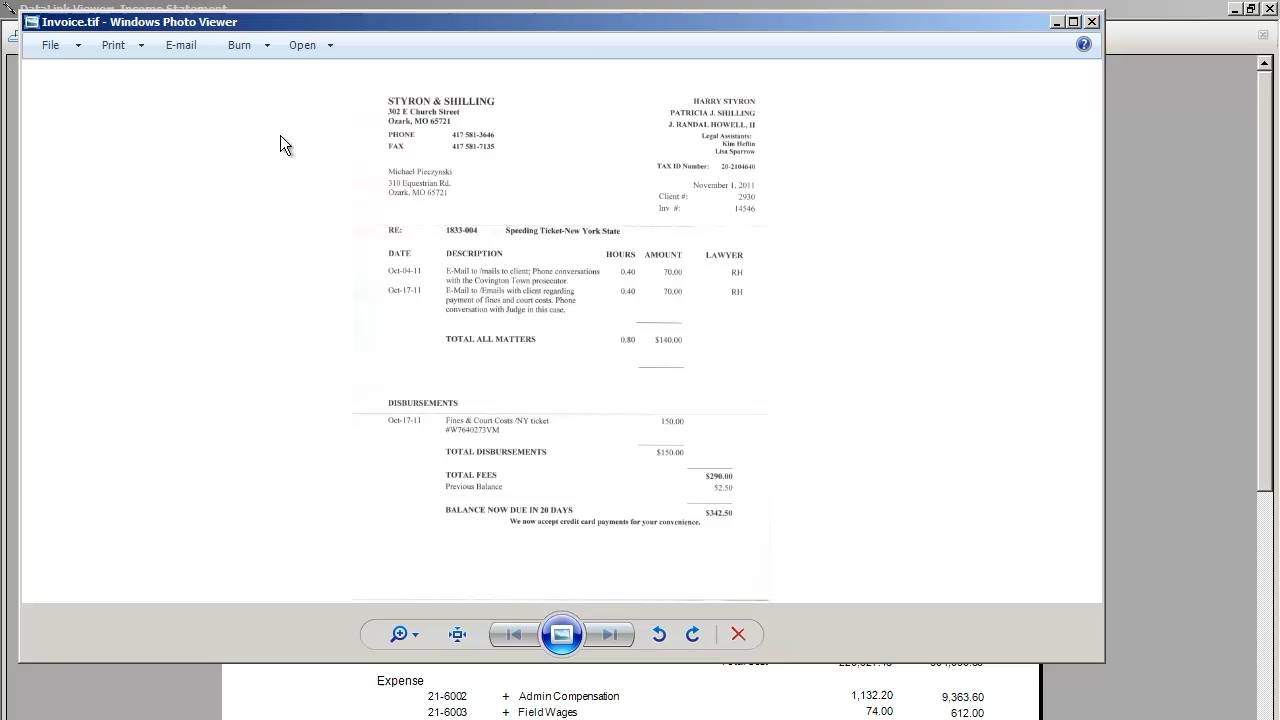 DataLink Viewer: Income Statement
Invoice.tif - Windows Photo Viewer
File Print E-mail Burn Open
STYRON & SHILLING
302 E Church Street
Ozark, MO 65721
PHONE 417 581-3646
FAX 417 581-7135
HARRY STYRON
PATRICIA J. SHILLING
J. RANDAL HOWELL, II
Legal Assistants:
Kim Heflin
Lisa Sparrow
TAX ID Number: 20-2104640
Michael Pieczynski
310 Equestrian Rd.
Ozark, MO 65721
November 1, 2011
Client #: 2930
Inv #: 14546
RE: 1833-004 Speeding Ticket-New York State
DATE DESCRIPTION HOURS AMOUNT LAWYER
Oct-04-11 E-Mail to /mails to client; Phone conversations 0.40 70.00 RH
with the Covington Town prosecutor.
Oct-17-11 E-Mail to /Emails with client regarding 0.40 70.00 RH
payment of fines and court costs. Phone
conversation with Judge in this case.
TOTAL ALL MATTERS 0.80 $140.00
DISBURSEMENTS
Oct-17-11 Fines & Court Costs /NY ticket 150.00
#W7640273VM
TOTAL DISBURSEMENTS $150.00
TOTAL FEES $290.00
Previous Balance 52.50
BALANCE NOW DUE IN 20 DAYS $342.50
We now accept credit card payments for your convenience.
Expense
21-6002 + Admin Compensation 1,132.20 9,363.60
21-6003 + Field Wages 74.00 612.00